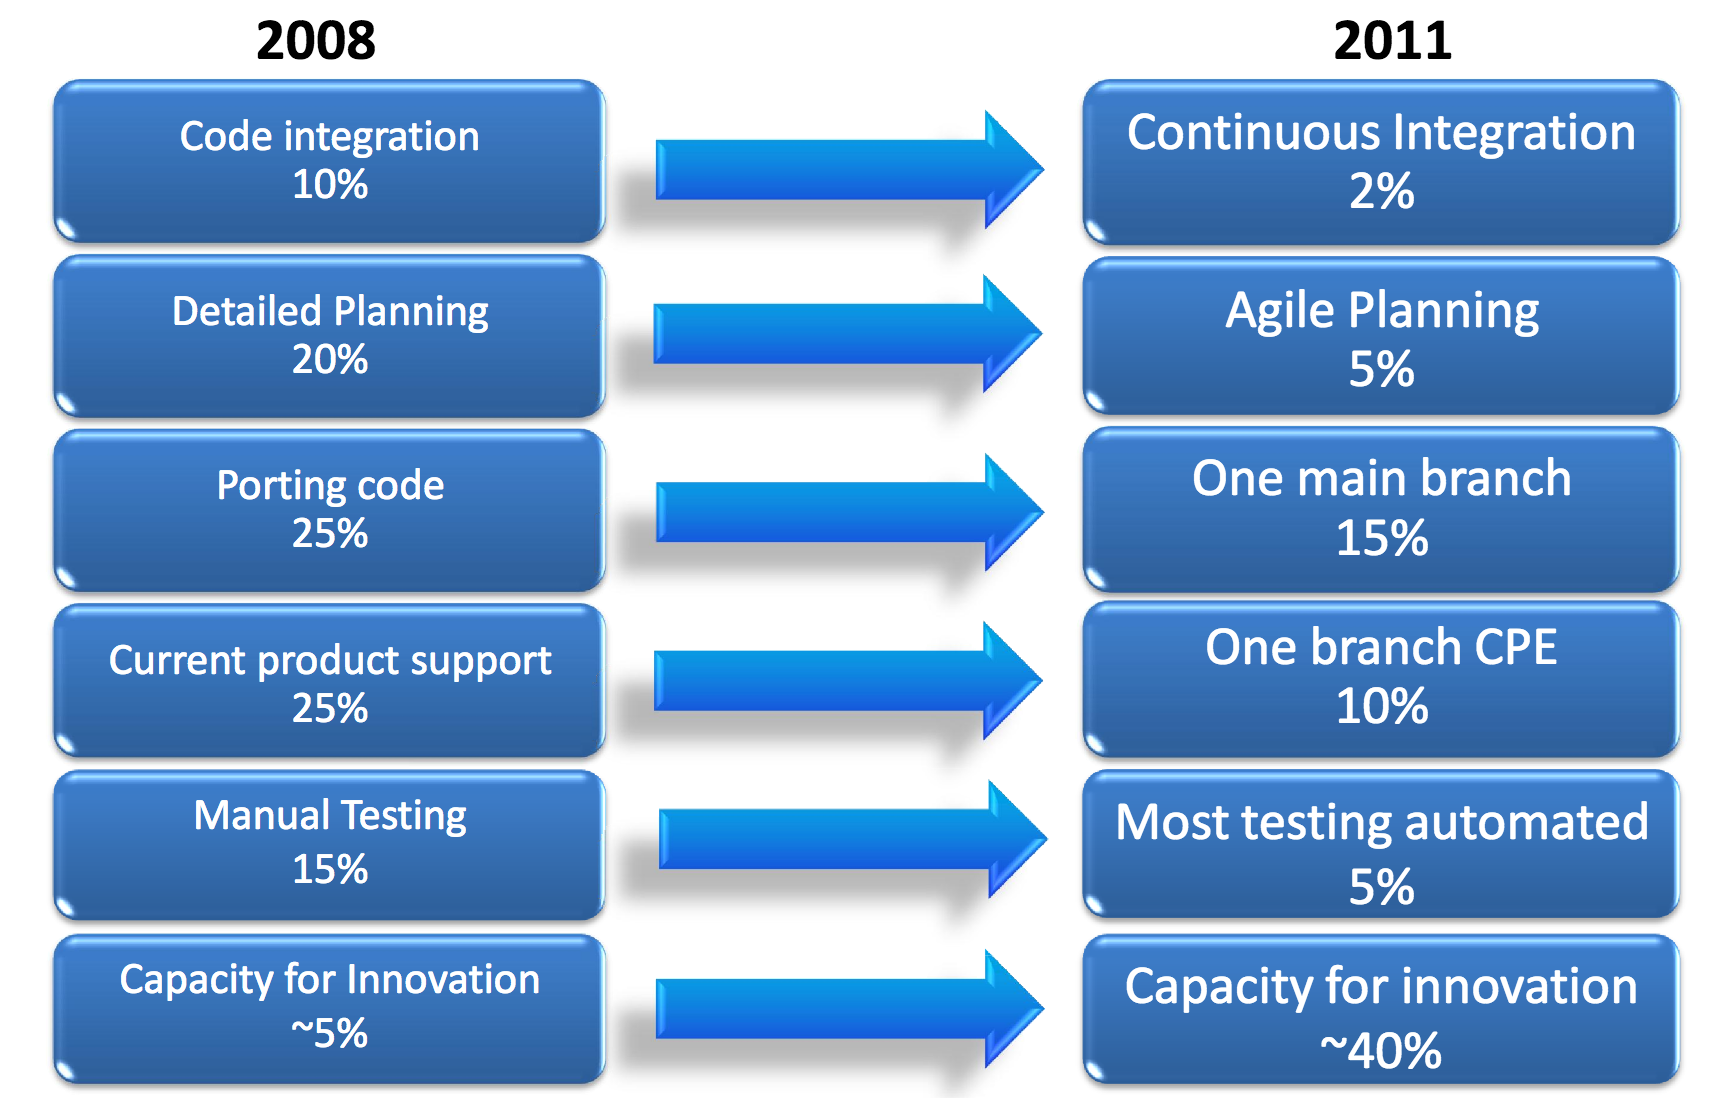 2008
2011
Code integration
10%
Continuous Integration
2%
Detailed Planning
20%
Agile Planning
5%
Porting code
25%
One main branch
15%
Current product support
25%
One branch CPE
10%
Manual Testing
15%
Most testing automated
5%
Capacity for Innovation
~5%
Capacity for innovation
~40%